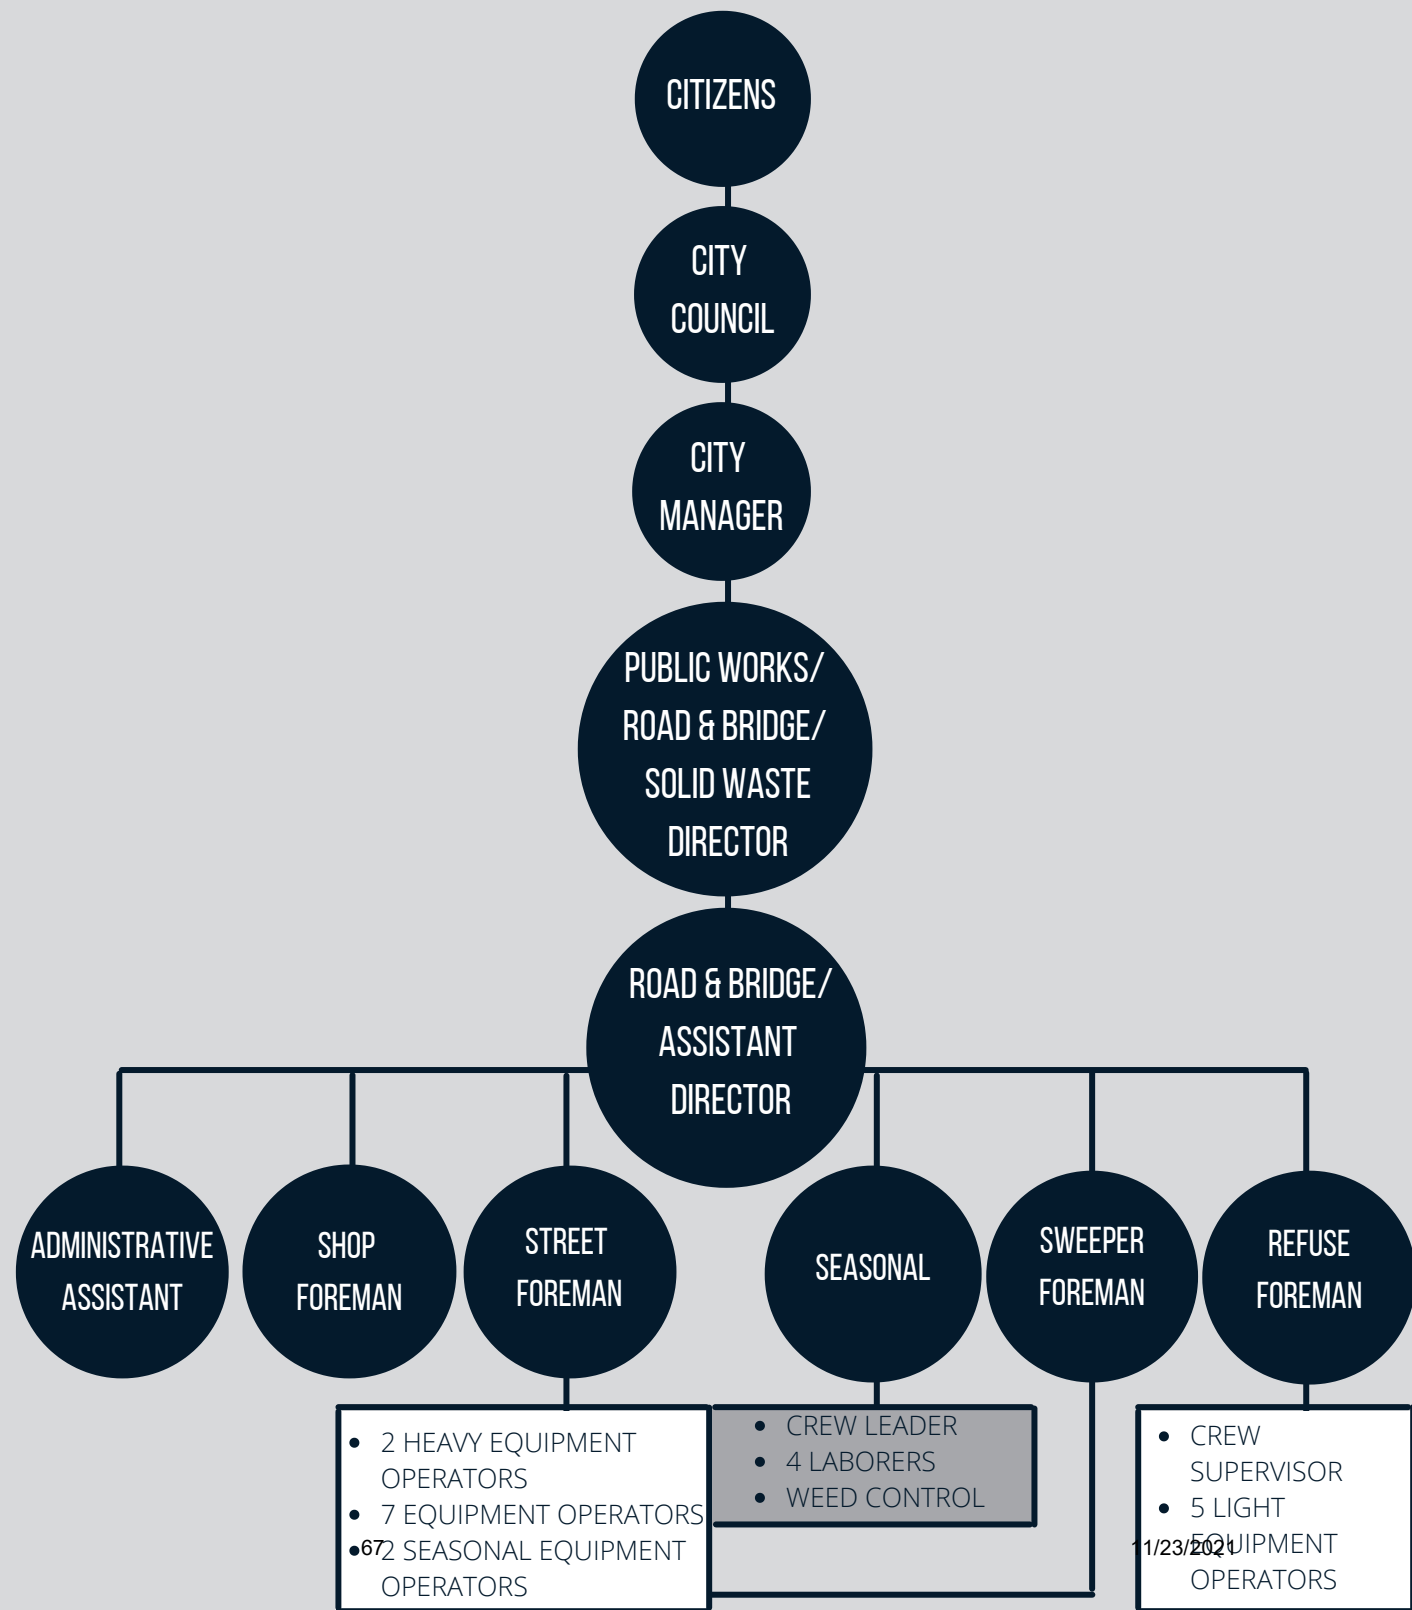 CITIZENS
CITY
COUNCIL
CITY
MANAGER
PUBLIC WORKS/
ROAD & BRIDGE/
SOLID WASTE
DIRECTOR
ROAD & BRIDGE/
ASSISTANT
DIRECTOR
ADMINISTRATIVE
ASSISTANT
SHOP
FOREMAN
STREET
FOREMAN
SEASONAL
SWEEPER
FOREMAN
REFUSE
FOREMAN
• 2 HEAVY EQUIPMENT
OPERATORS
• 7 EQUIPMENT OPERATORS
• 2 SEASONAL EQUIPMENT
OPERATORS
• CREW LEADER
• 4 LABORERS
• WEED CONTROL
• CREW
SUPERVISOR
• 5 LIGHT
EQUIPMENT
OPERATORS
67
11/23/2021